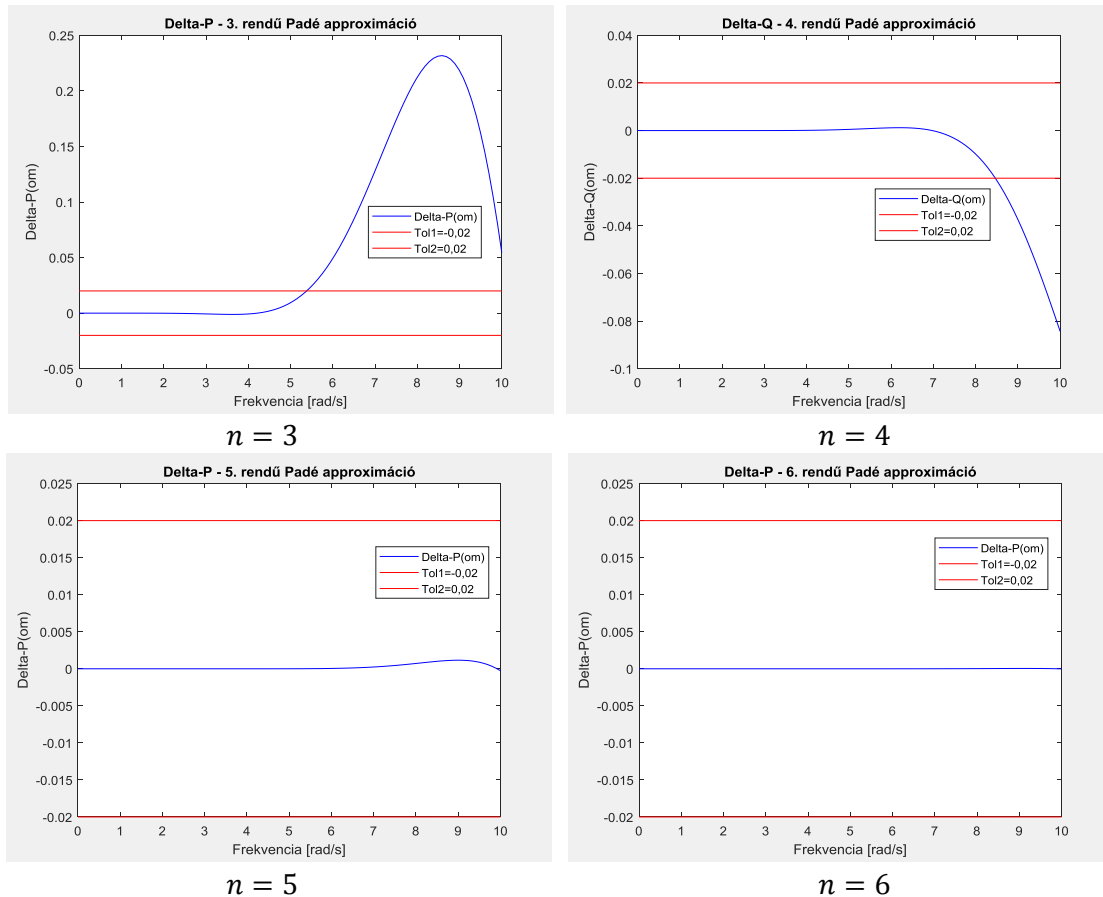 Delta-P - 3. rendű Padé approximáció
0.25
0.2
0.15
0.1
0.05
0
-0.05
Delta-P(om)
Delta-P(om)
Tol1=-0,02
Tol2=0,02
0 1 2 3 4 5 6 7 8 9 10
Frekvencia [rad/s]
n = 3
Delta-Q - 4. rendű Padé approximáció
0.04
0.02
0
-0.02
-0.04
-0.06
-0.08
-0.1
Delta-Q(om)
Delta-Q(om)
Tol1=-0,02
Tol2=0,02
0 1 2 3 4 5 6 7 8 9 10
Frekvencia [rad/s]
n = 4
Delta-P - 5. rendű Padé approximáció
0.025
0.02
0.015
0.01
0.005
0
-0.005
-0.01
-0.015
-0.02
Delta-P(om)
Delta-P(om)
Tol1=-0,02
Tol2=0,02
0 1 2 3 4 5 6 7 8 9 10
Frekvencia [rad/s]
n = 5
Delta-P - 6. rendű Padé approximáció
0.025
0.02
0.015
0.01
0.005
0
-0.005
-0.01
-0.015
-0.02
Delta-P(om)
Delta-P(om)
Tol1=-0,02
Tol2=0,02
0 1 2 3 4 5 6 7 8 9 10
Frekvencia [rad/s]
n = 6